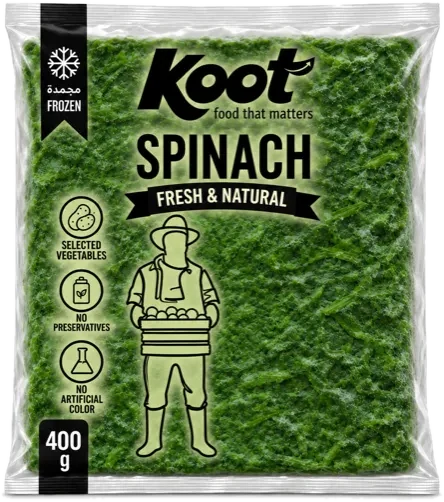 Koot
food that matters
مجمدة
FROZEN
SPINACH
FRESH & NATURAL
SELECTED
VEGETABLES
NO
PRESERVATIVES
NO
ARTIFICIAL
COLOR
400
g